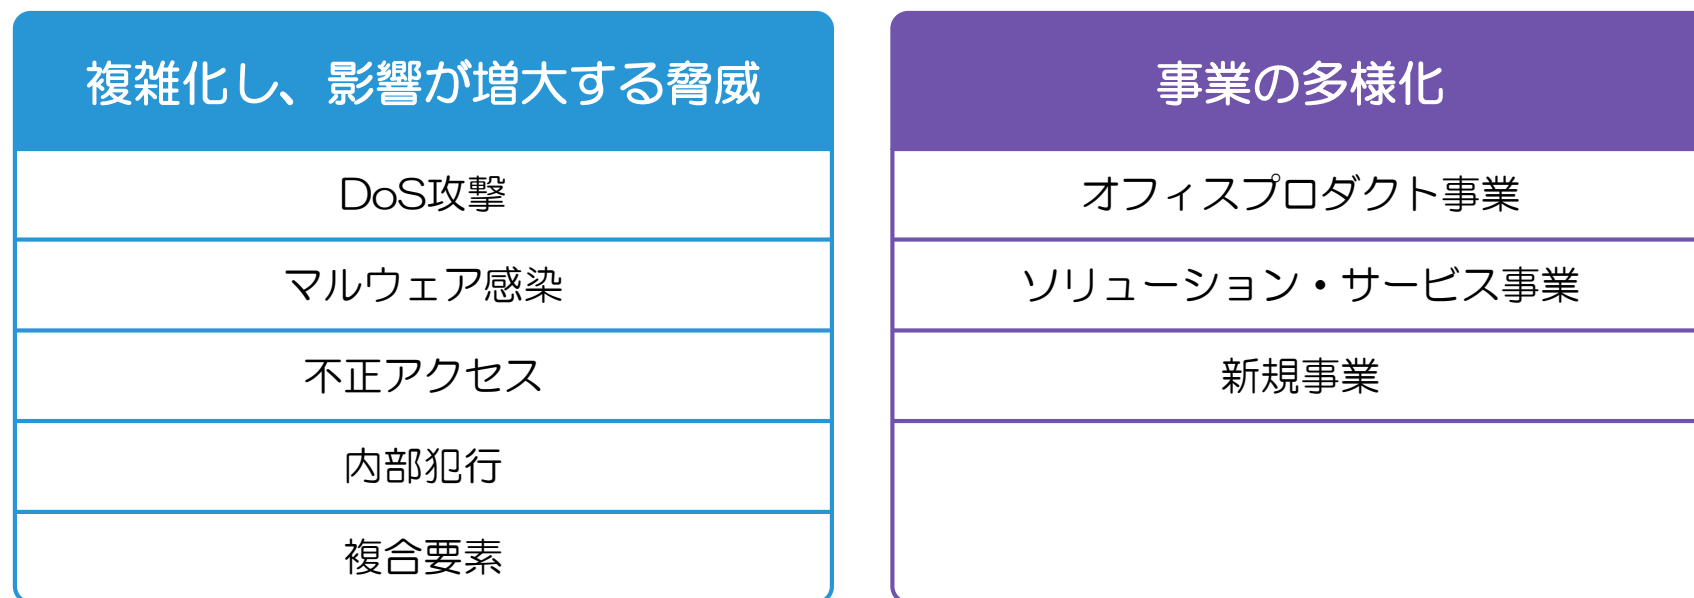 複雑化し、影響が増大する脅威
DoS攻撃
マルウェア感染
不正アクセス
内部犯行
複合要素
事業の多様化
オフィスプロダクト事業
ソリューション・サービス事業
新規事業